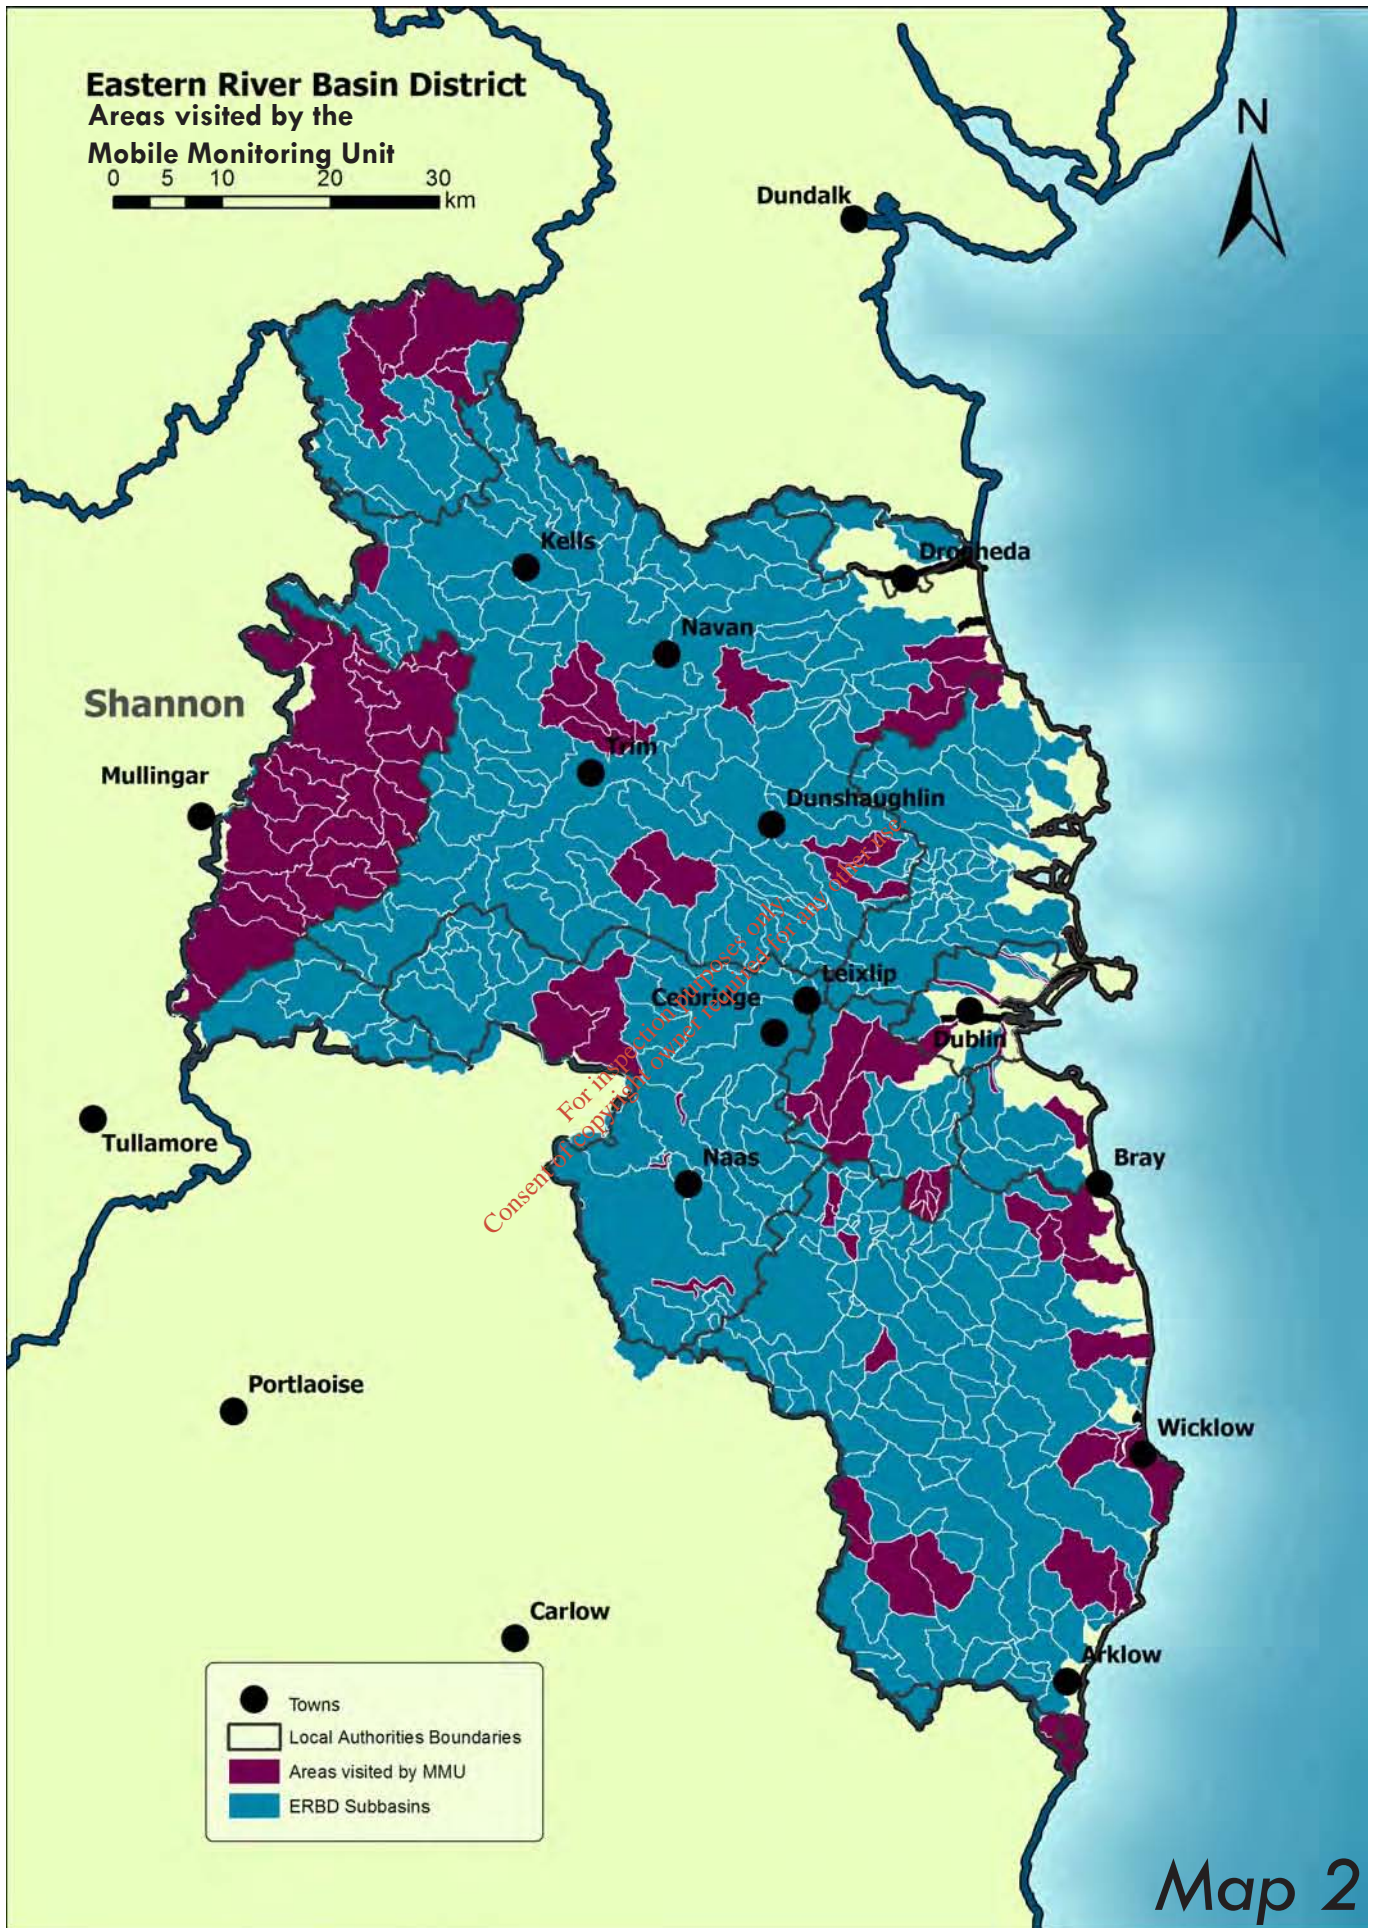 Eastern River Basin District
Areas visited by the
Mobile Monitoring Unit
0 5 10 20 30
km
N
Dundalk
Kells
Drogheda
Navan
Shannon
Trim
Mullingar
Dunshaughlin
Leixlip
Celbridge
Dublin
Tullamore
Naas
Bray
Portlaoise
Wicklow
Carlow
Arklow
For inspection purposes only.
Consent of copyright owner required for any other use.
Towns
Local Authorities Boundaries
Areas visited by MMU
ERBD Subbasins
Map 2